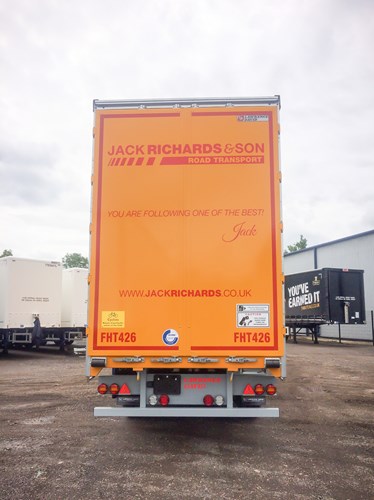 JACK RICHARDS & SON
ROAD TRANSPORT
YOU ARE FOLLOWING ONE OF THE BEST!
Jack
WWW.JACKRICHARDS.CO.UK
FHT426
FHT426
YOU'VE
EARNED IT